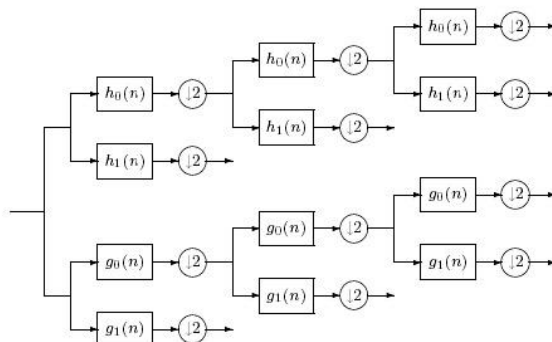 h₀(n) ↓2
h₀(n) ↓2
h₀(n) ↓2 h₁(n) ↓2
h₁(n) ↓2
h₁(n) ↓2
g₀(n) ↓2
g₀(n) ↓2
g₀(n) ↓2 g₁(n) ↓2
g₁(n) ↓2
g₁(n) ↓2